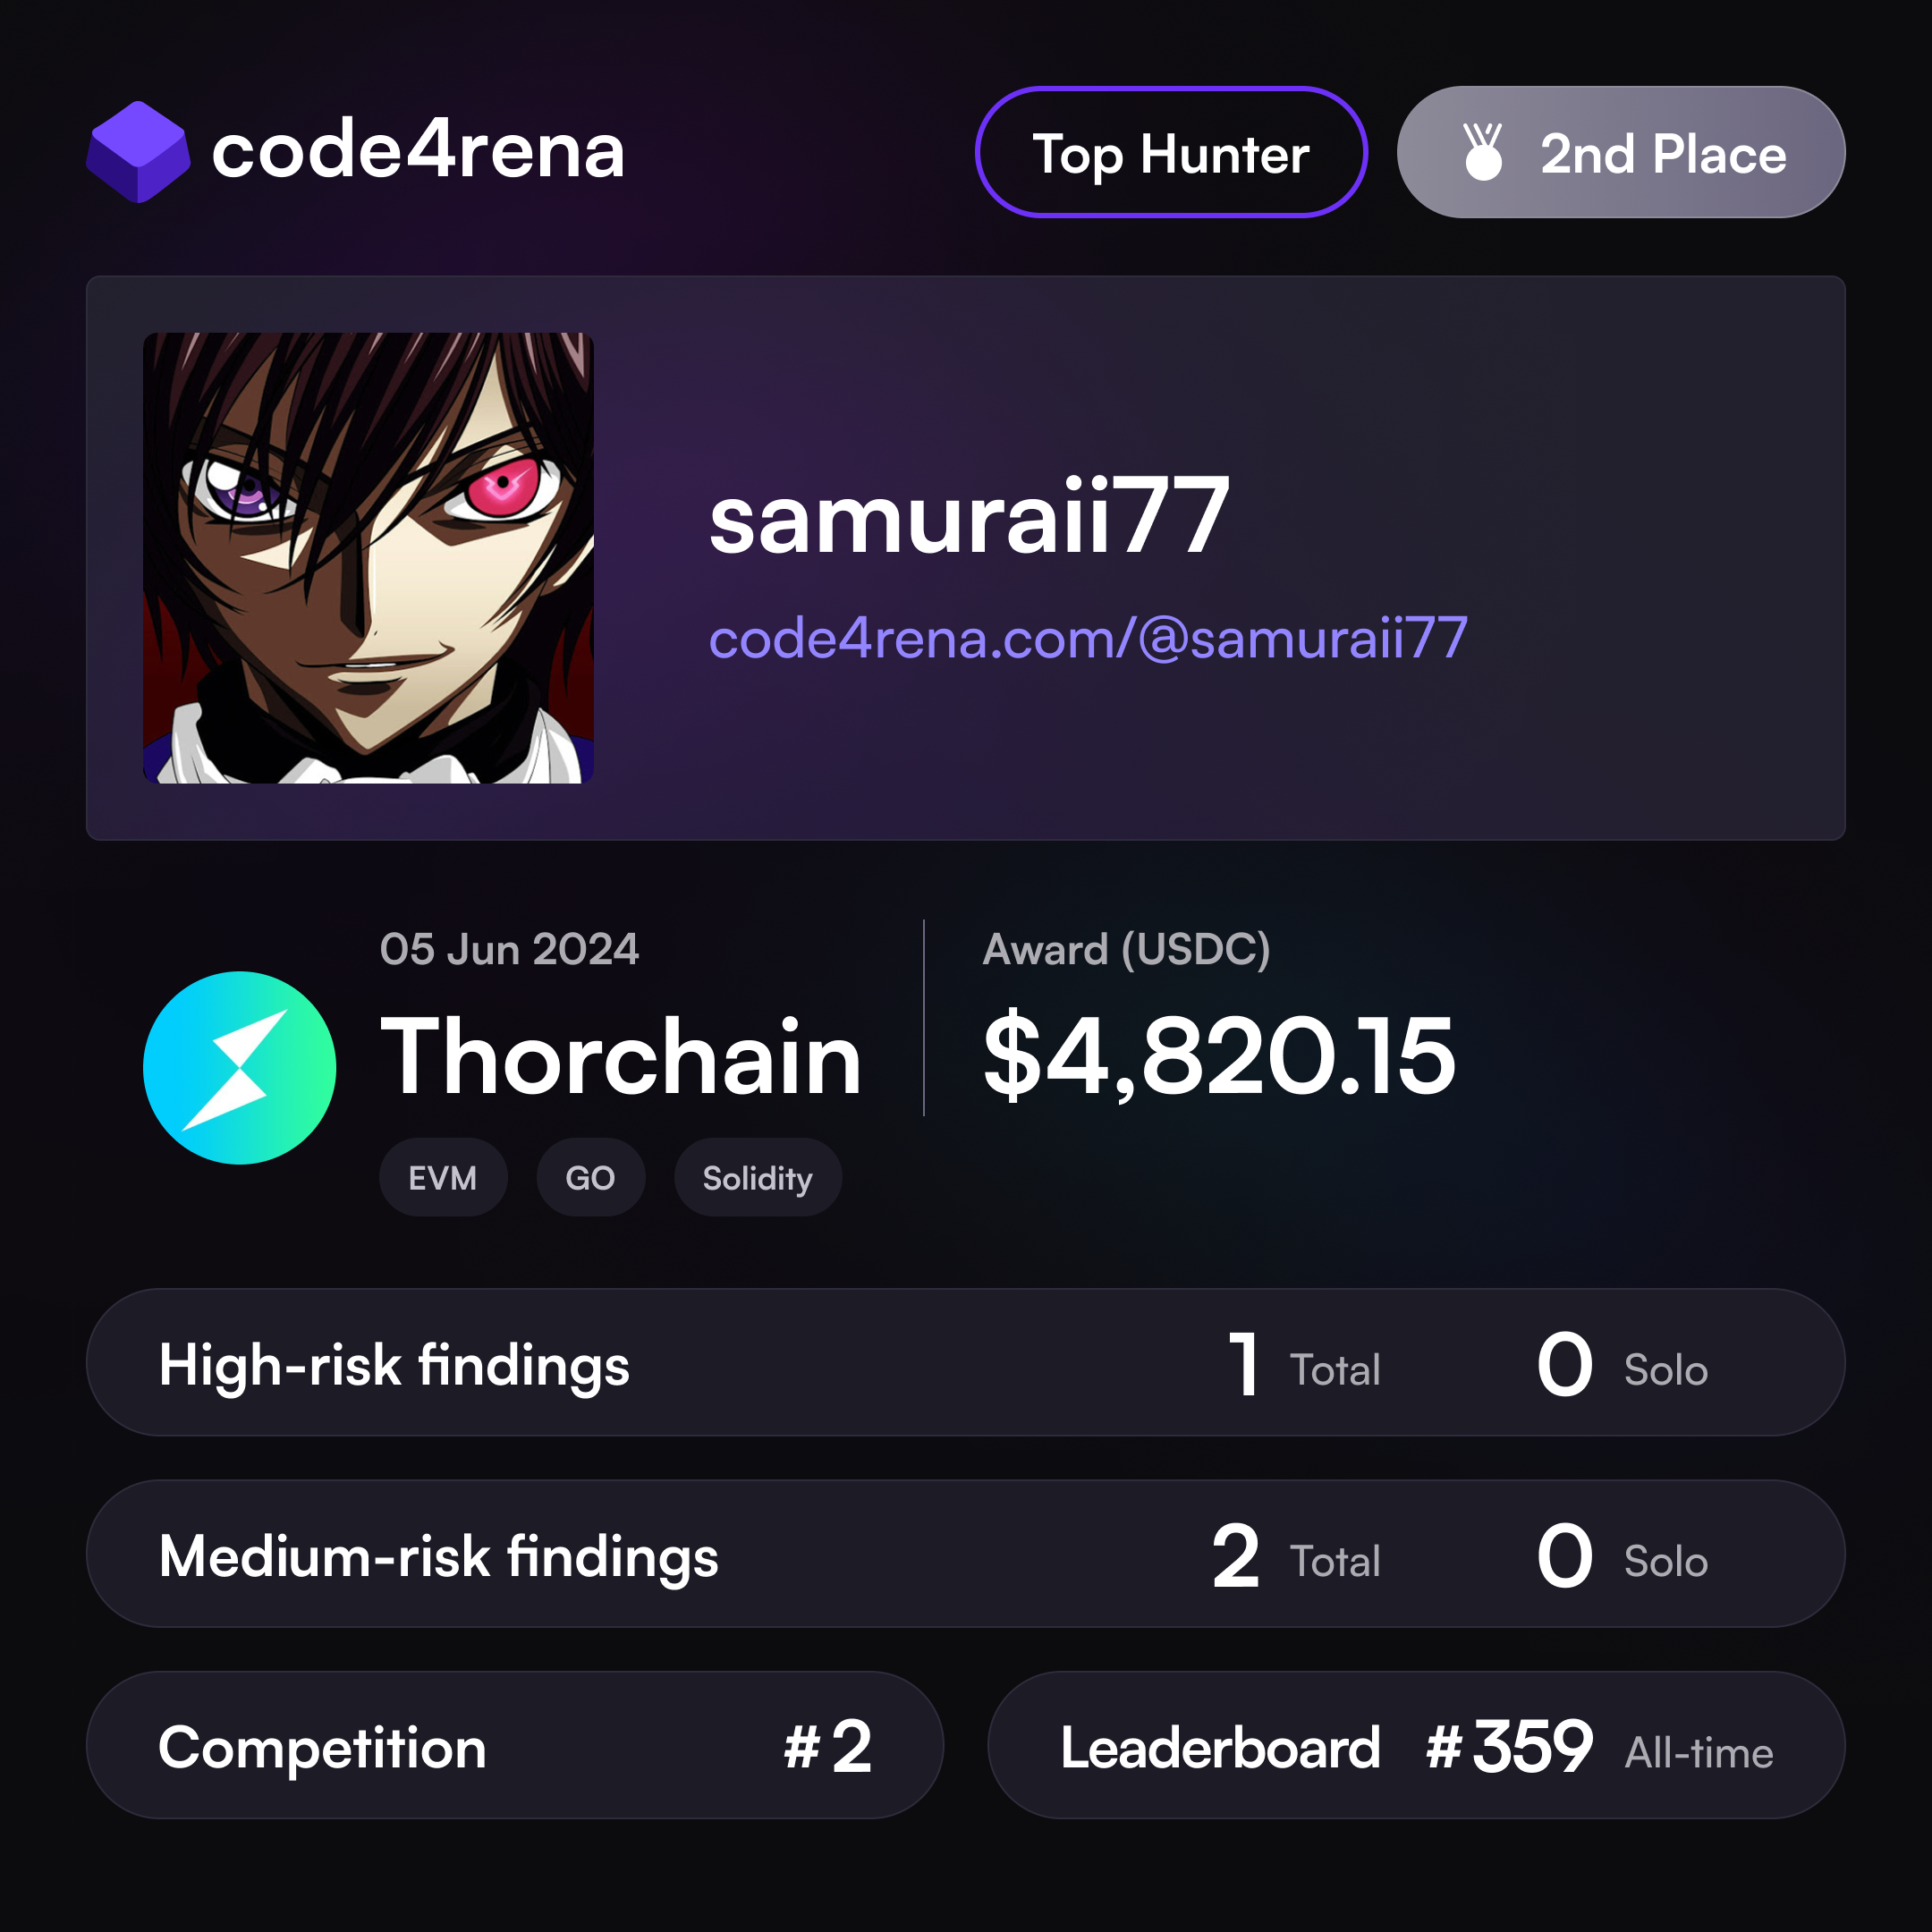 code4rena
Top Hunter
2nd Place
samuraii77
code4rena.com/@samuraii77
05 Jun 2024
Thorchain
EVM GO Solidity
Award (USDC)
$4,820.15
High-risk findings 1 Total 0 Solo
Medium-risk findings 2 Total 0 Solo
Competition #2
Leaderboard #359 All-time